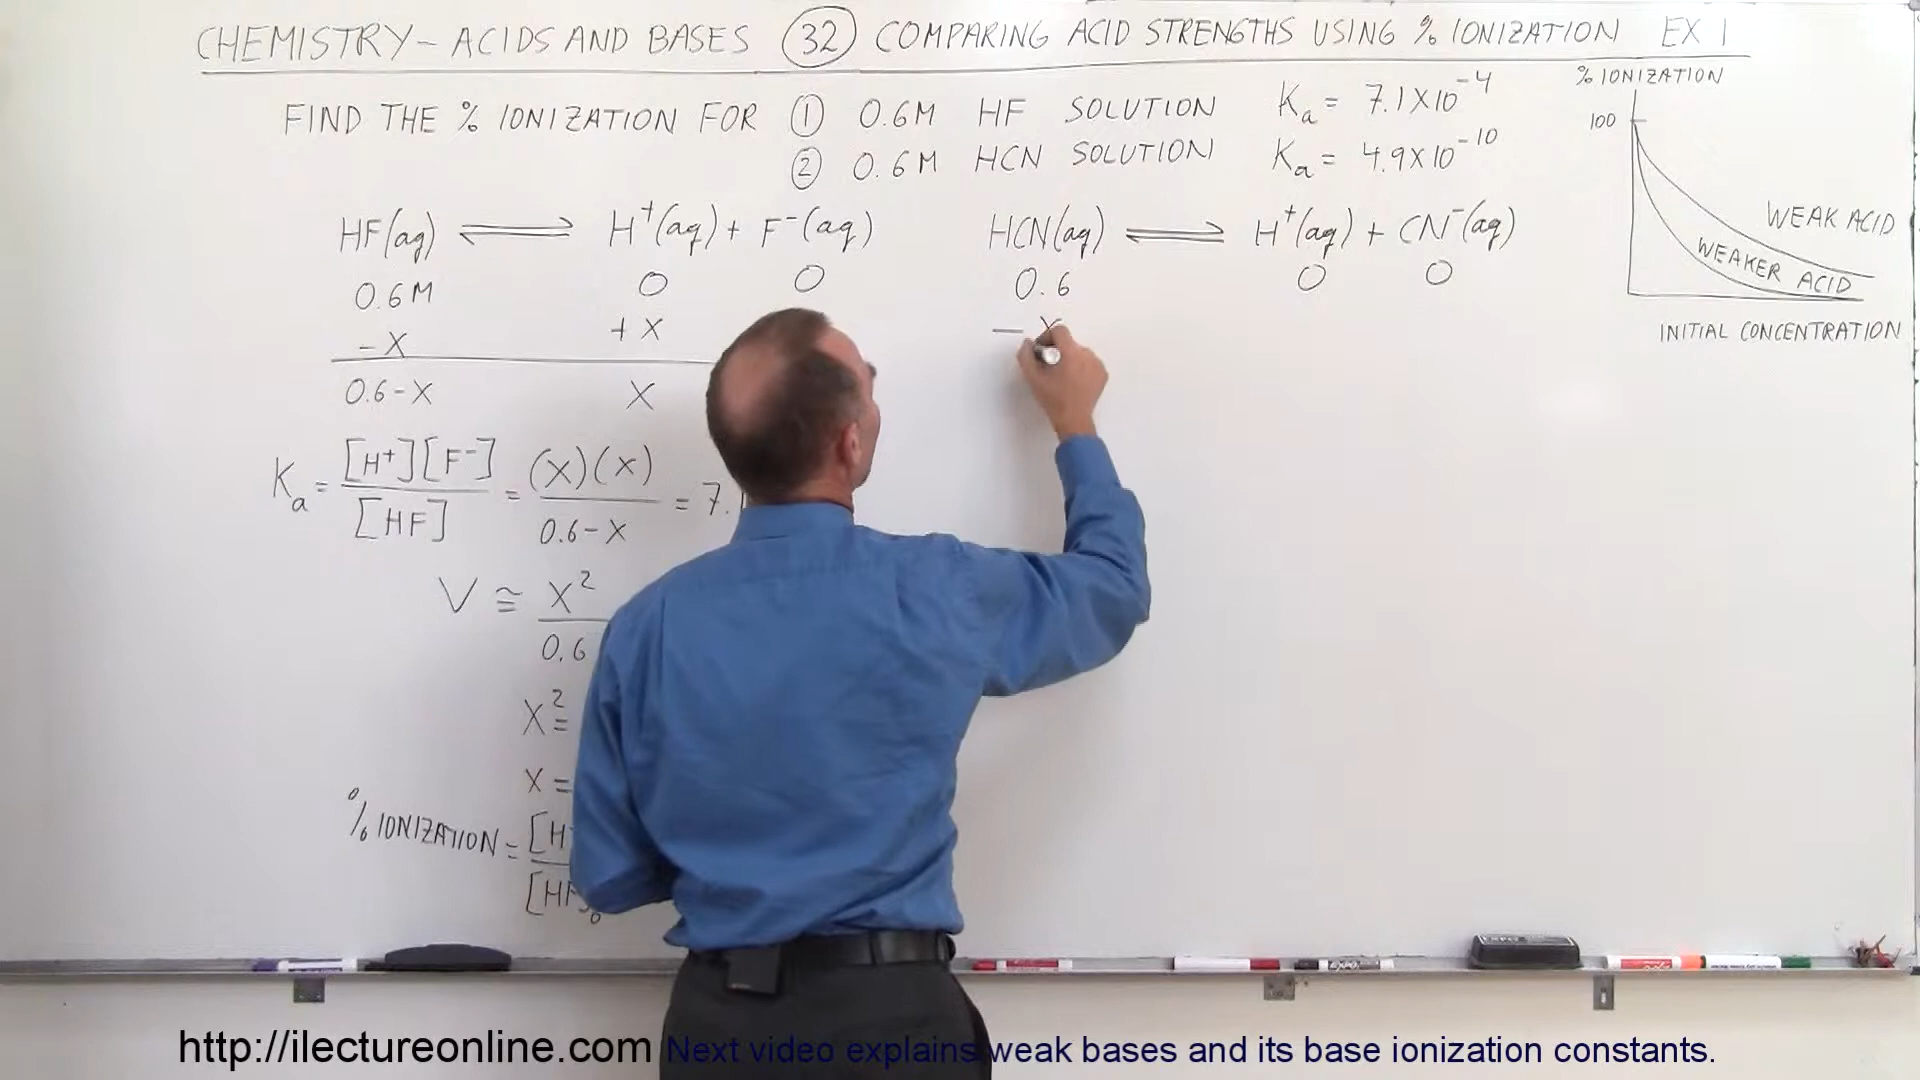 CHEMISTRY – ACIDS AND BASES (32) COMPARING ACID STRENGTHS USING % IONIZATION EX 1
FIND THE % IONIZATION FOR ① 0.6M HF SOLUTION Ka = 7.1X10⁻⁴
② 0.6M HCN SOLUTION Ka = 4.9X10⁻¹⁰
% IONIZATION
100
WEAK ACID
WEAKER ACID
INITIAL CONCENTRATION
HF(aq) ⇌ H⁺(aq) + F⁻(aq)
0.6M 0 0
-X +X
0.6-X X
Ka = [H⁺][F⁻] / [HF] = (X)(X) / 0.6-X = 7.
V ≅ X² / 0.6
X² =
X =
% IONIZATION =
HCN(aq) ⇌ H⁺(aq) + CN⁻(aq)
0.6 0 0
– X
http://ilectureonline.com Next video explains weak bases and its base ionization constants.